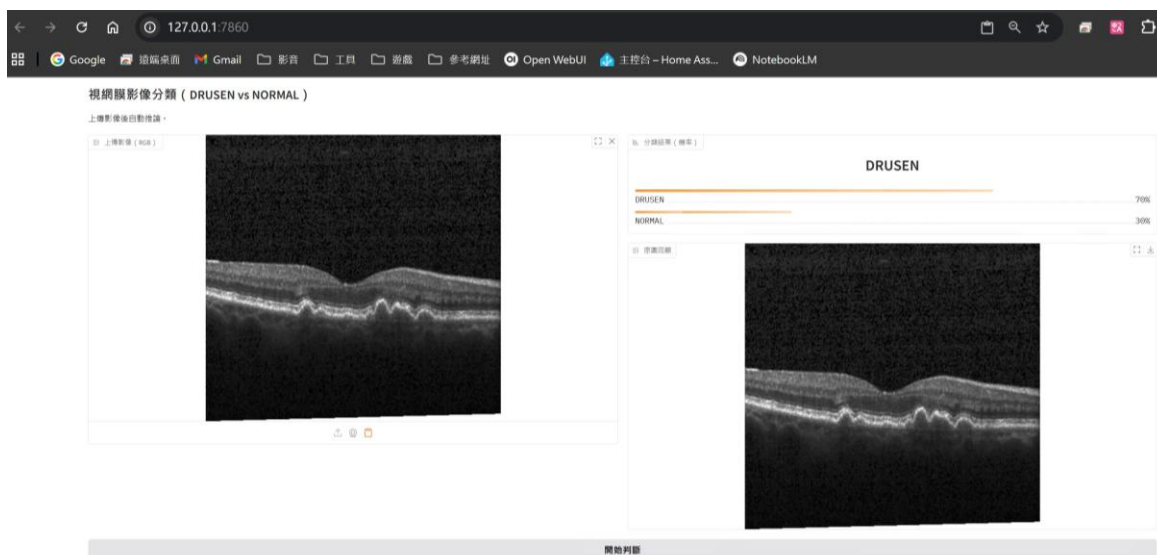 127.0.0.1:7860
Google 遠端桌面 Gmail 影音 工具 遊戲 參考網址 Open WebUI 主控台 – Home Ass... NotebookLM
視網膜影像分類（DRUSEN vs NORMAL）
上傳影像後自動推論。
上傳影像（RGB）
分類結果（機率）
DRUSEN
DRUSEN 70%
NORMAL 30%
原圖回顯
開始判斷